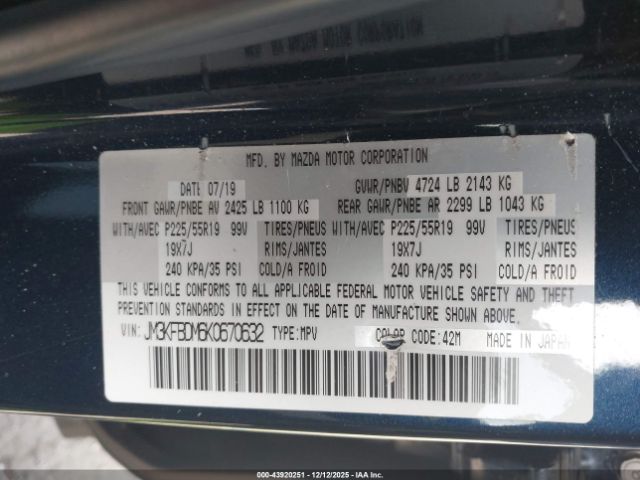 MFD. BY MAZDA MOTOR CORPORATION
DATE 07/19 GVWR/PNBV 4724 LB 2143 KG
FRONT GAWR/PNBE AV 2425 LB 1100 KG REAR GAWR/PNBE AR 2299 LB 1043 KG
WITH/AVEC P225/55R19 99V TIRES/PNEUS WITH/AVEC P225/55R19 99V TIRES/PNEUS
19X7J RIMS/JANTES 19X7J RIMS/JANTES
240 KPA/35 PSI COLD/A FROID 240 KPA/35 PSI COLD/A FROID
THIS VEHICLE CONFORMS TO ALL APPLICABLE FEDERAL MOTOR VEHICLE SAFETY AND THEFT
PREVENTION STANDARDS IN EFFECT ON THE DATE OF MANUFACTURE SHOWN ABOVE.
VIN: JM3KFBDM6K0670632 TYPE:MPV COLOR CODE:42M MADE IN JAPAN
© 000-43920251 - 12/12/2025 - IAAI.COM